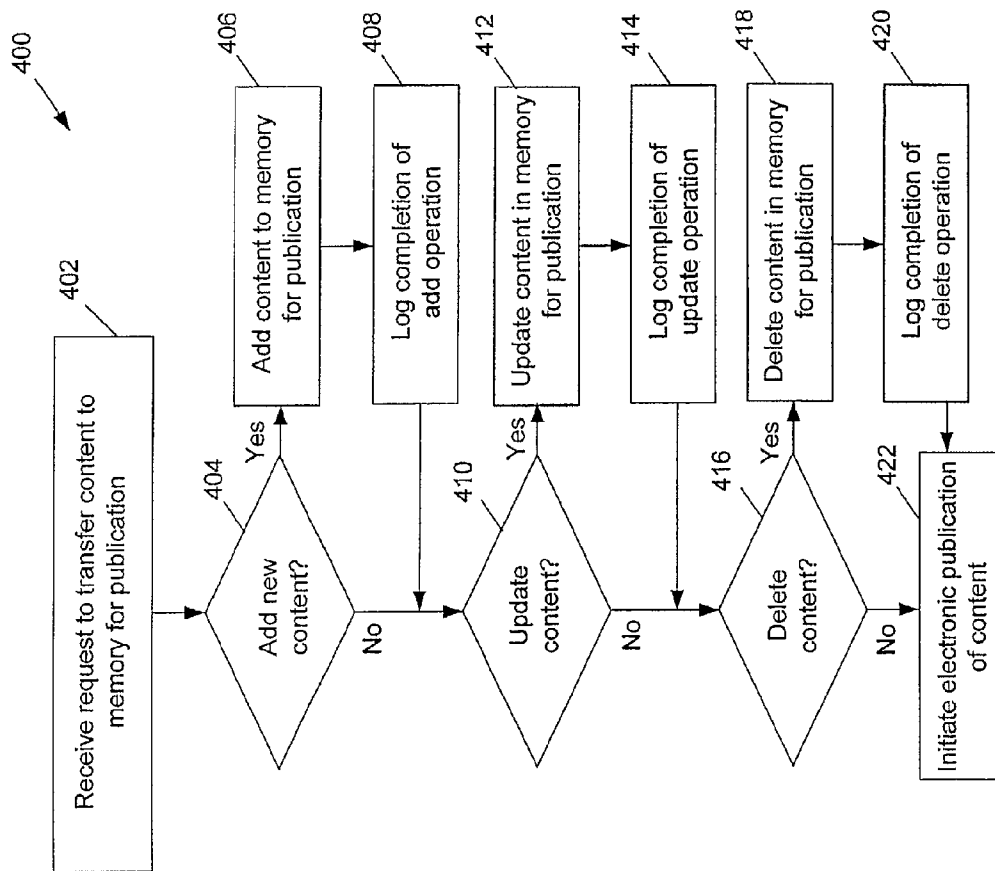 400
402
Receive request to transfer content to
memory for publication
404
Add new
content?
Yes
No
406
Add content to memory
for publication
408
Log completion of
add operation
410
Update
content?
Yes
No
412
Update content in memory
for publication
414
Log completion of
update operation
416
Delete
content?
Yes
No
418
Delete content in memory
for publication
420
Log completion of
delete operation
422
Initiate electronic publication
of content